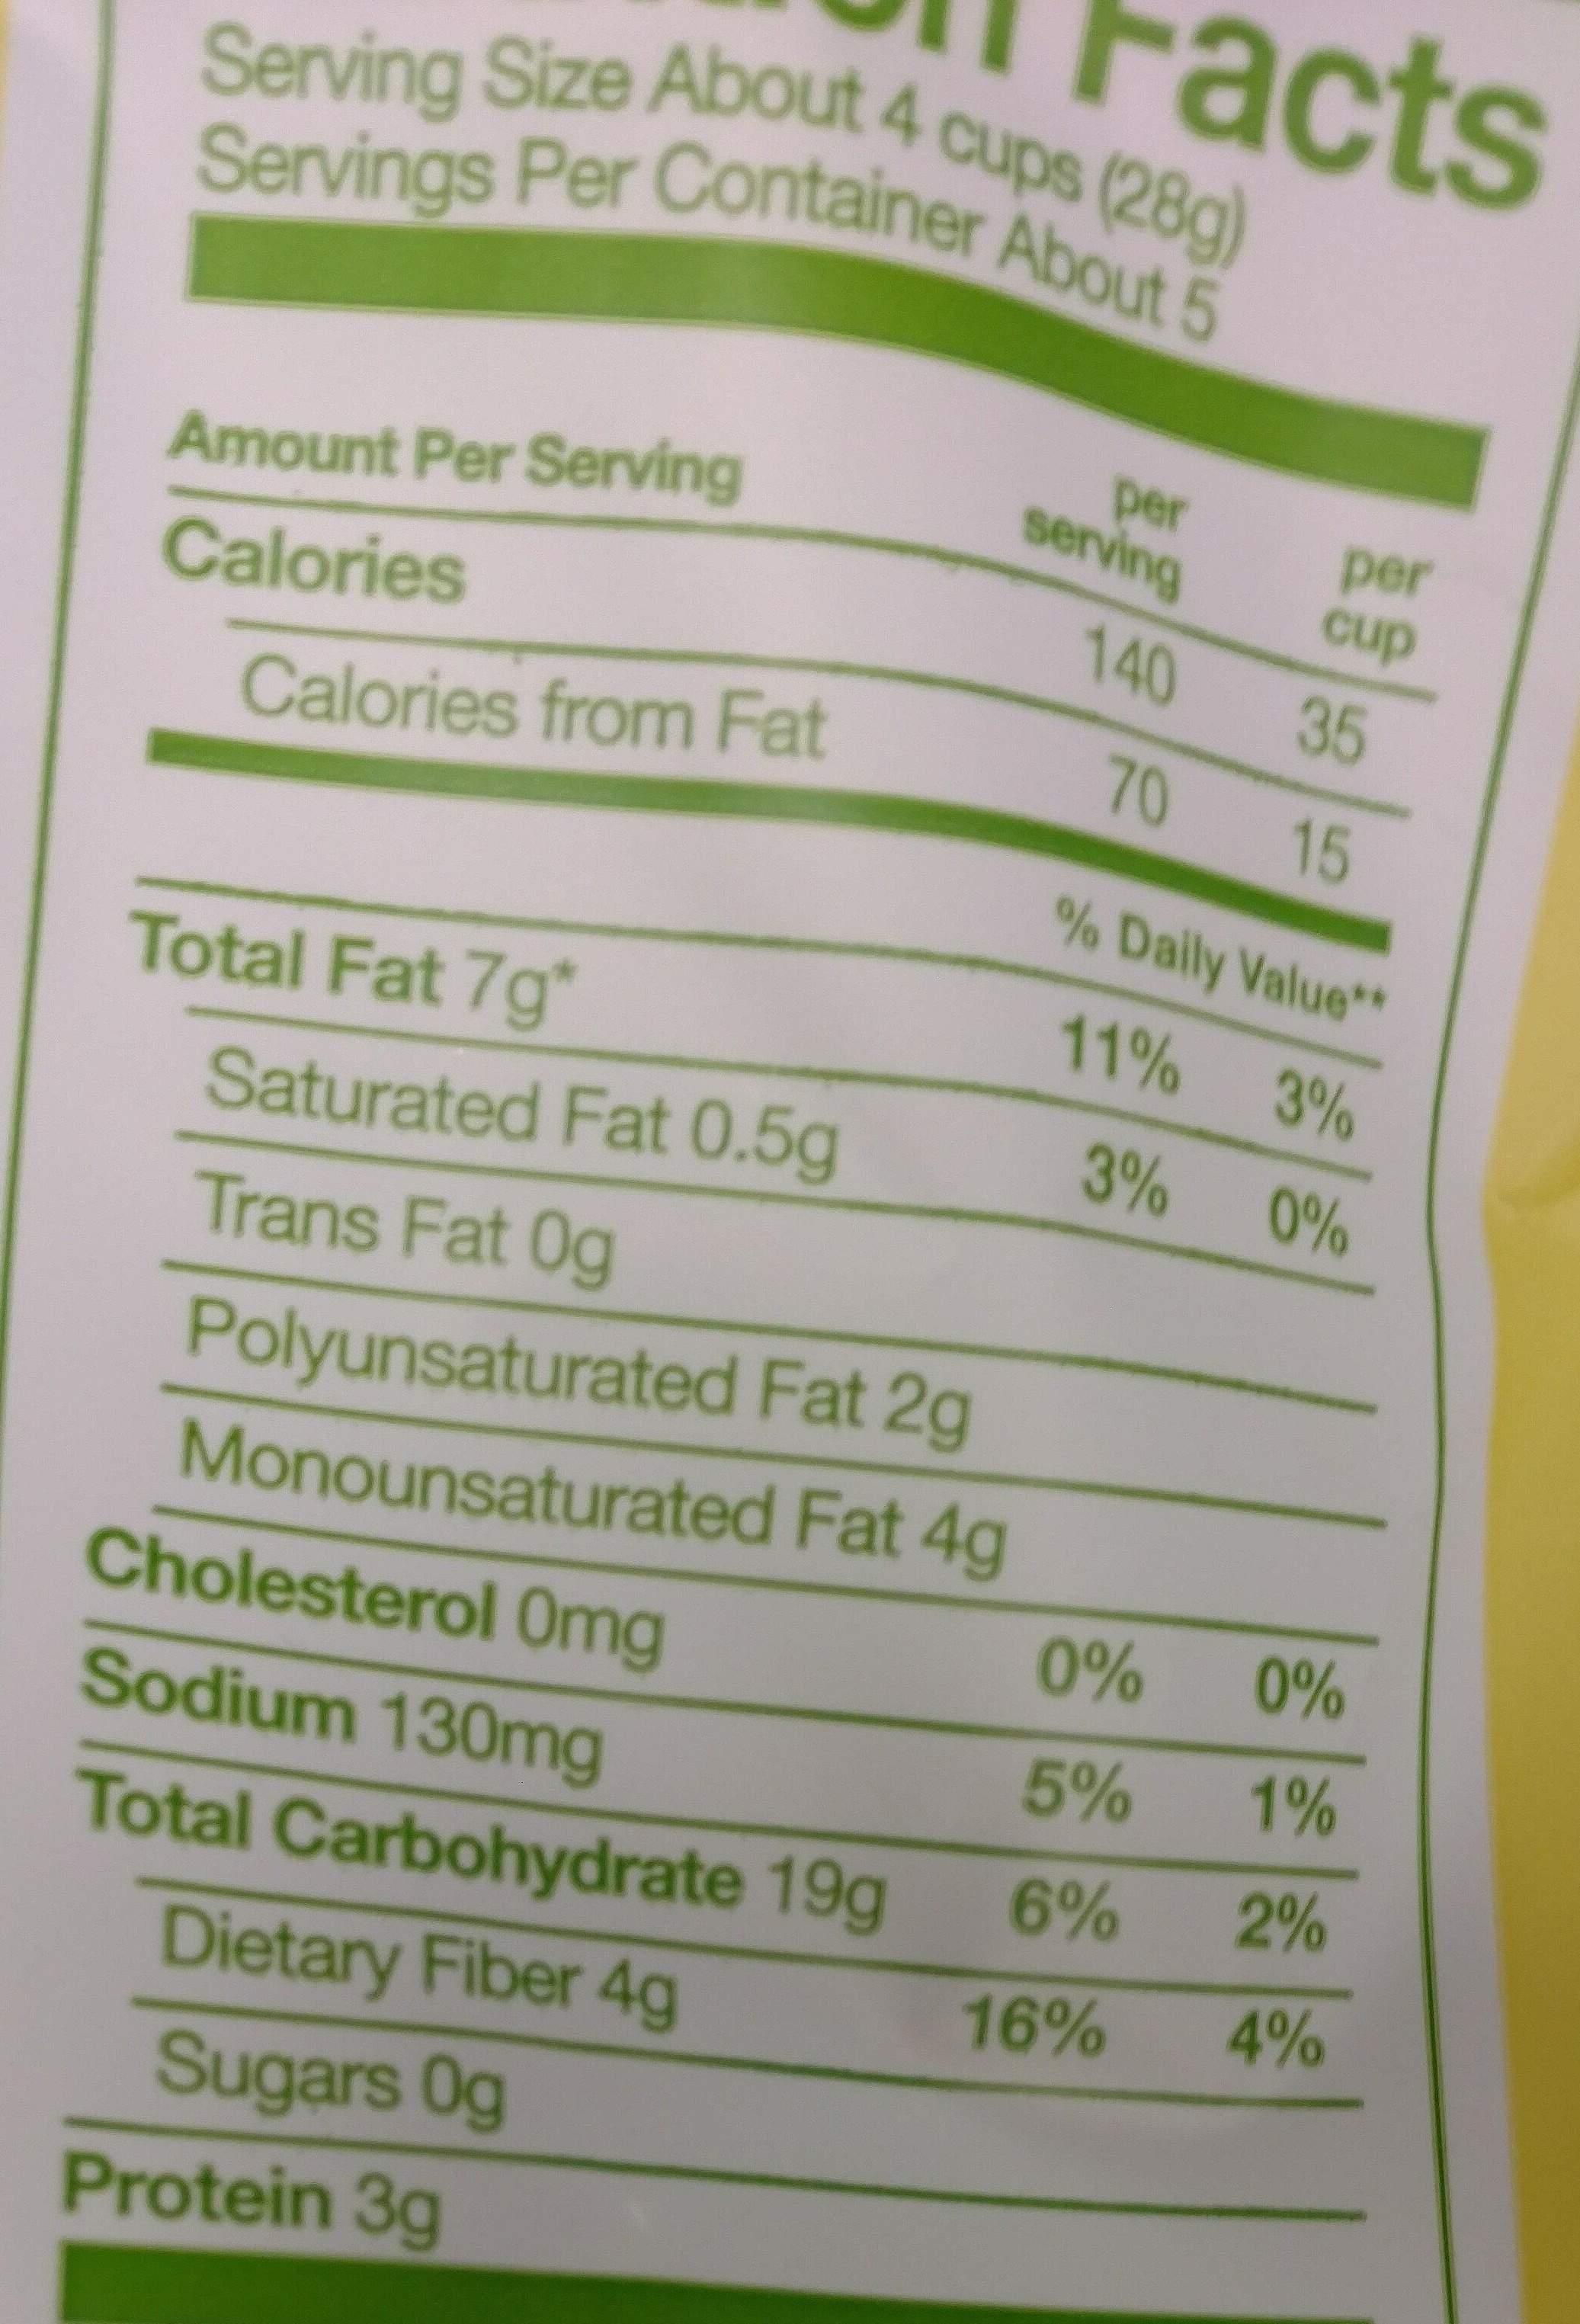 Facts
Serving Size About 4 cups (28g)
Servings Per Container About 5
Amount Per Serving per serving per cup
Calories 140 35
Calories from Fat 70 15
% Daily Value**
Total Fat 7g* 11% 3%
Saturated Fat 0.5g 3% 0%
Trans Fat 0g
Polyunsaturated Fat 2g
Monounsaturated Fat 4g
Cholesterol 0mg 0% 0%
Sodium 130mg 5% 1%
Total Carbohydrate 19g 6% 2%
Dietary Fiber 4g 16% 4%
Sugars 0g
Protein 3g